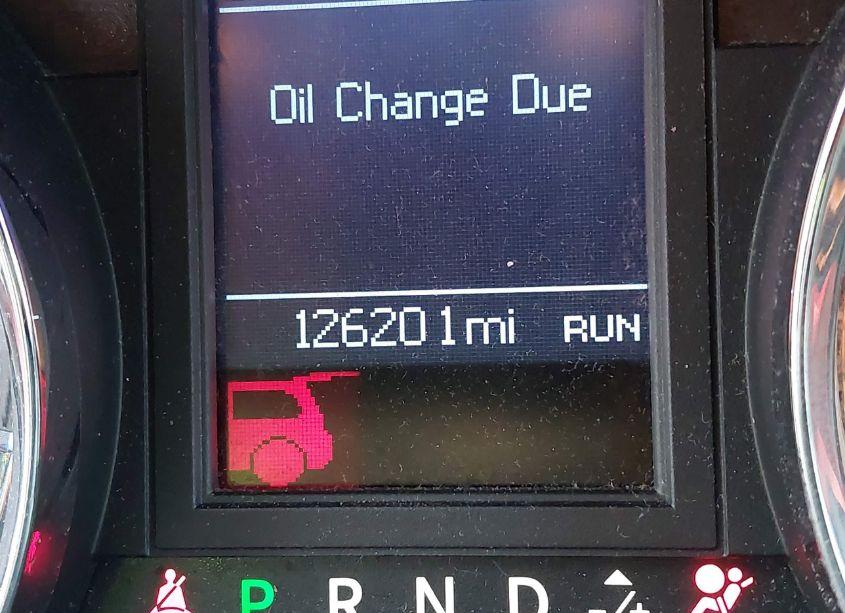 Oil Change Due
126201mi RUN
P R N D -/+